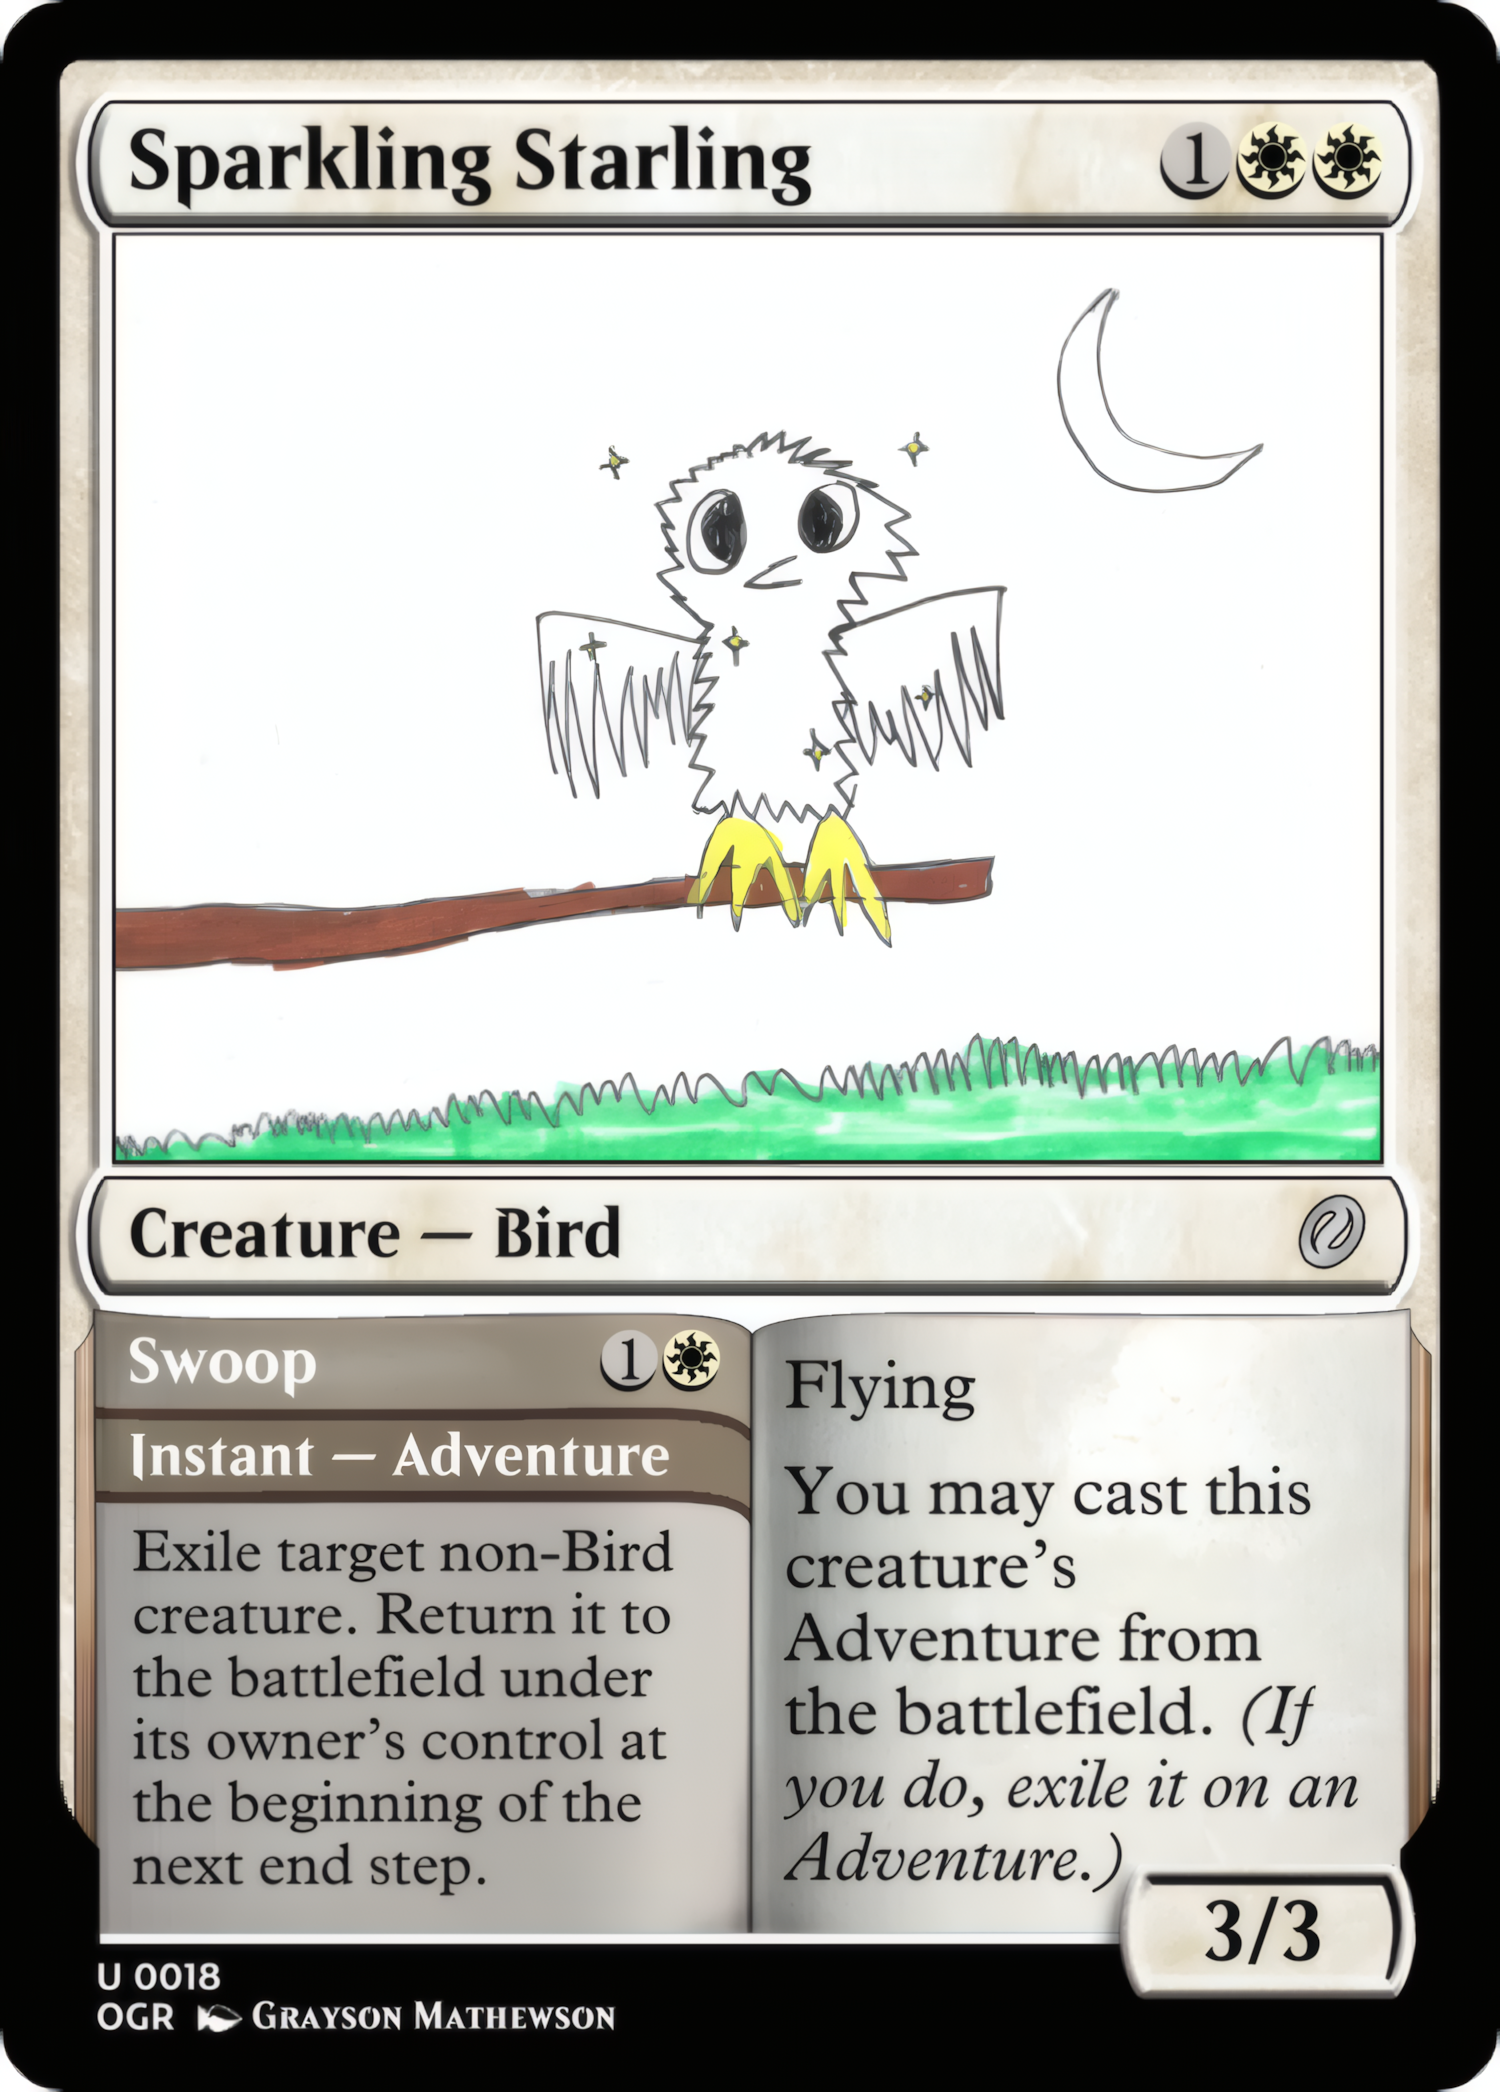 Sparkling Starling 1
Creature — Bird
Swoop 1
Instant — Adventure
Exile target non-Bird
creature. Return it to
the battlefield under
its owner's control at
the beginning of the
next end step.
Flying
You may cast this
creature's
Adventure from
the battlefield. (If
you do, exile it on an
Adventure.)
3/3
U 0018
OGR Grayson Mathewson